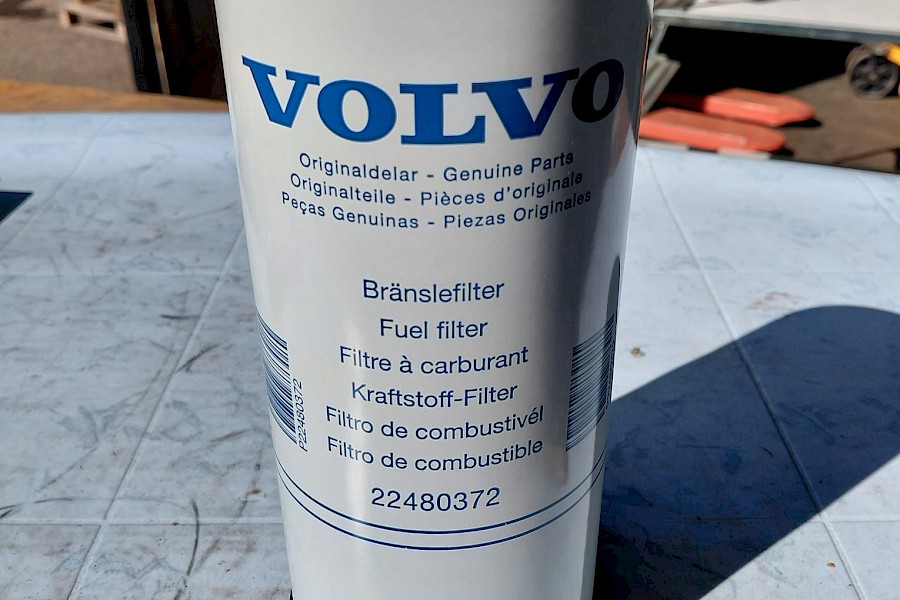 VOLVO
Originaldelar - Genuine Parts
Originalteile - Pièces d'originale
Peças Genuinas - Piezas Originales
Bränslefilter
Fuel filter
Filtre à carburant
Kraftstoff-Filter
Filtro de combustivél
Filtro de combustible
22480372
P22480372